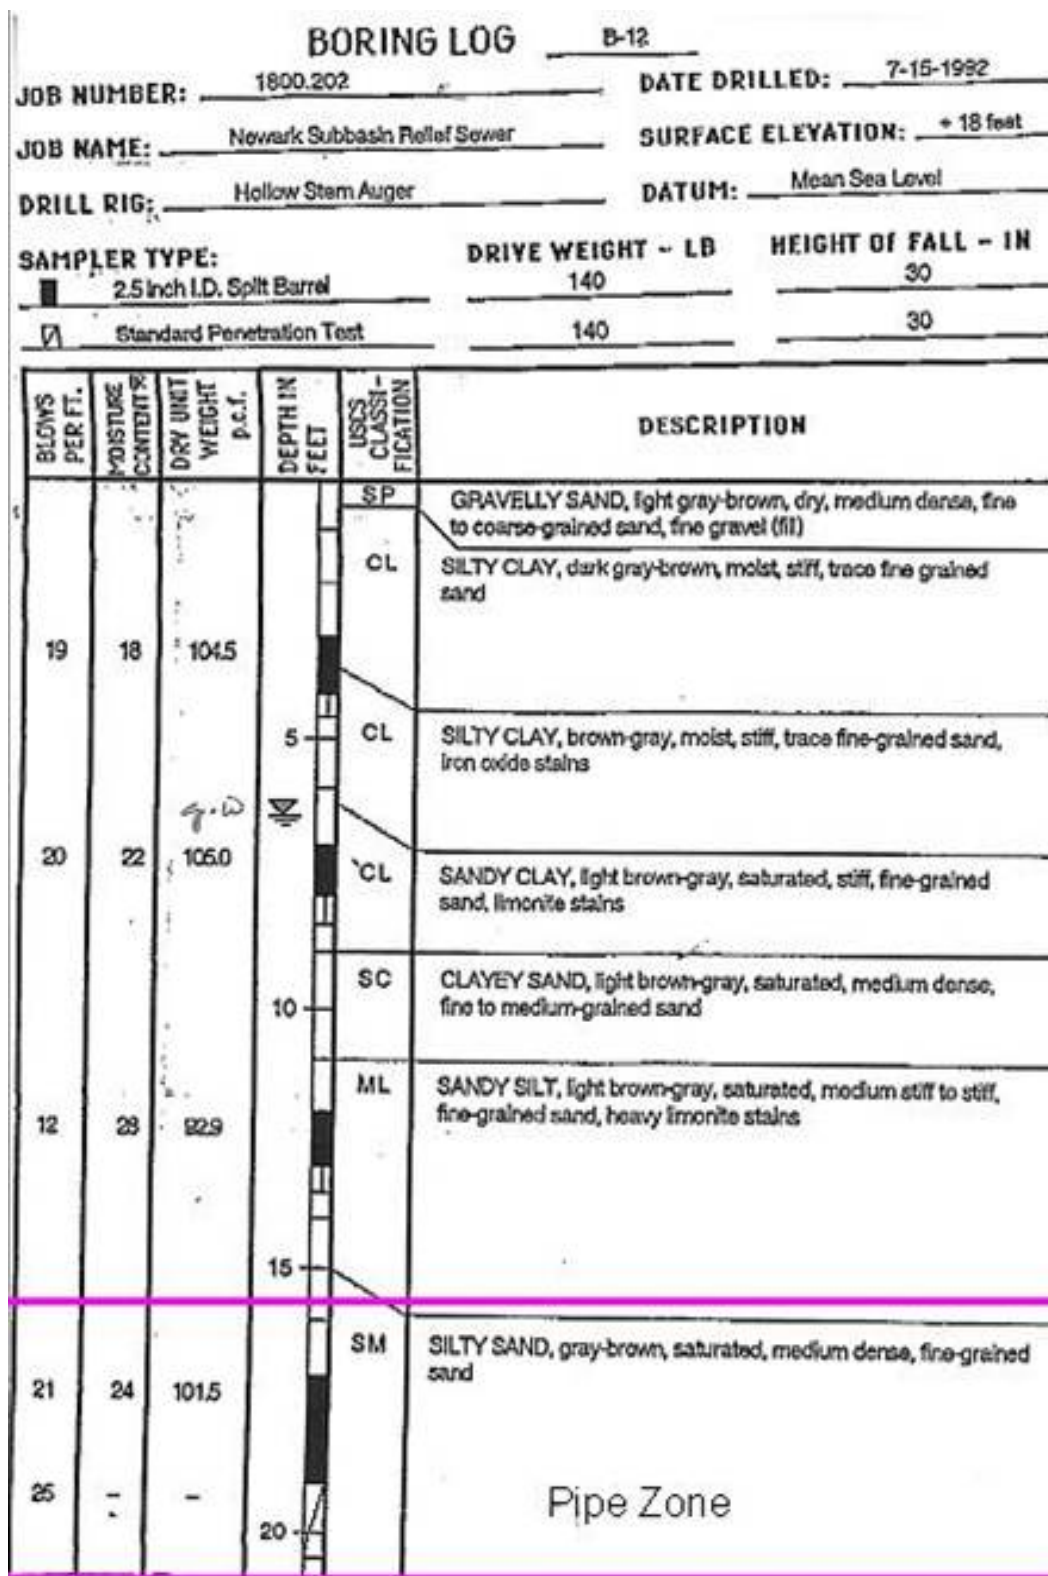 BORING LOG B-12
JOB NUMBER: 1800.202 DATE DRILLED: 7-15-1992
JOB NAME: Newark Subbasin Relief Sewer SURFACE ELEVATION: + 18 feet
DRILL RIG: Hollow Stem Auger DATUM: Mean Sea Level
SAMPLER TYPE: DRIVE WEIGHT - LB HEIGHT OF FALL - IN
2.5 inch I.D. Split Barrel 140 30
Standard Penetration Test 140 30
BLOWS PER FT. MOISTURE CONTENT% DRY UNIT WEIGHT p.c.f. DEPTH IN FEET USCS CLASSI- FICATION DESCRIPTION
SP GRAVELLY SAND, light gray-brown, dry, medium dense, fine
to coarse-grained sand, fine gravel (fill)
CL SILTY CLAY, dark gray-brown, moist, stiff, trace fine grained
sand
19 18 104.5
5 CL SILTY CLAY, brown-gray, moist, stiff, trace fine-grained sand,
iron oxide stains
g.w
20 22 105.0
CL SANDY CLAY, light brown-gray, saturated, stiff, fine-grained
sand, limonite stains
SC CLAYEY SAND, light brown-gray, saturated, medium dense,
10 fine to medium-grained sand
ML SANDY SILT, light brown-gray, saturated, medium stiff to stiff,
fine-grained sand, heavy limonite stains
12 28 92.9
15
SM SILTY SAND, gray-brown, saturated, medium dense, fine-grained
sand
21 24 101.5
25 - - Pipe Zone
20